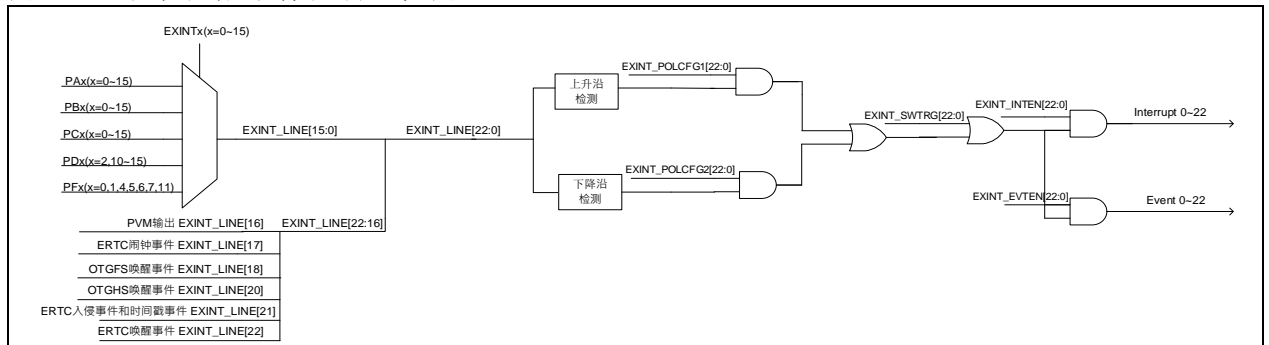 EXINTx(x=0~15)
PAx(x=0~15)
PBx(x=0~15)
PCx(x=0~15)
PDx(x=2,10~15)
PFx(x=0,1,4,5,6,7,11)
EXINT_LINE[15:0]
EXINT_LINE[22:0]
PVM输出 EXINT_LINE[16]
EXINT_LINE[22:16]
ERTC闹钟事件 EXINT_LINE[17]
OTGFS唤醒事件 EXINT_LINE[18]
OTGHS唤醒事件 EXINT_LINE[20]
ERTC入侵事件和时间戳事件 EXINT_LINE[21]
ERTC唤醒事件 EXINT_LINE[22]
上升沿
检测
EXINT_POLCFG1[22:0]
下降沿
检测
EXINT_POLCFG2[22:0]
EXINT_SWTRG[22:0]
EXINT_INTEN[22:0]
Interrupt 0~22
EXINT_EVTEN[22:0]
Event 0~22